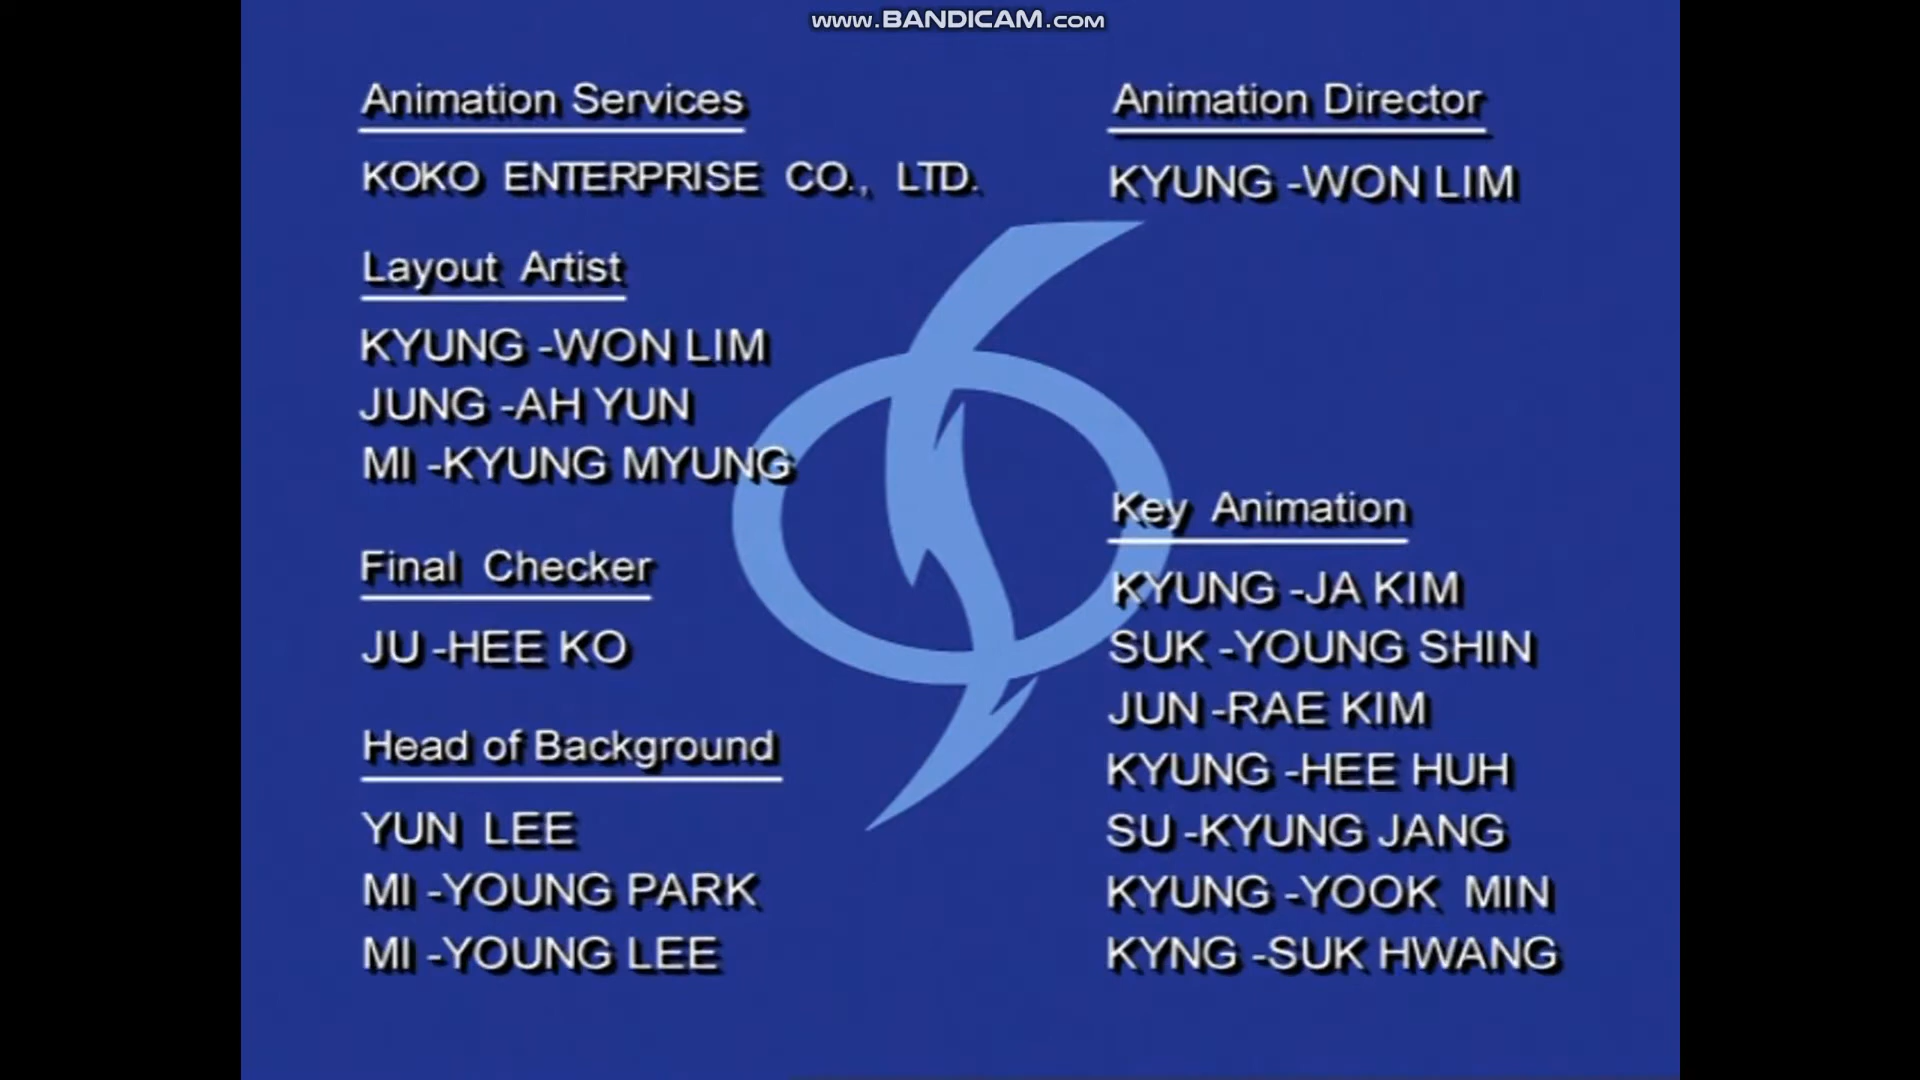 www.BANDICAM.com
Animation Services
KOKO ENTERPRISE CO., LTD.
Layout Artist
KYUNG -WON LIM
JUNG -AH YUN
MI -KYUNG MYUNG
Final Checker
JU -HEE KO
Head of Background
YUN LEE
MI -YOUNG PARK
MI -YOUNG LEE
Animation Director
KYUNG -WON LIM
Key Animation
KYUNG -JA KIM
SUK -YOUNG SHIN
JUN -RAE KIM
KYUNG -HEE HUH
SU -KYUNG JANG
KYUNG -YOOK MIN
KYNG -SUK HWANG